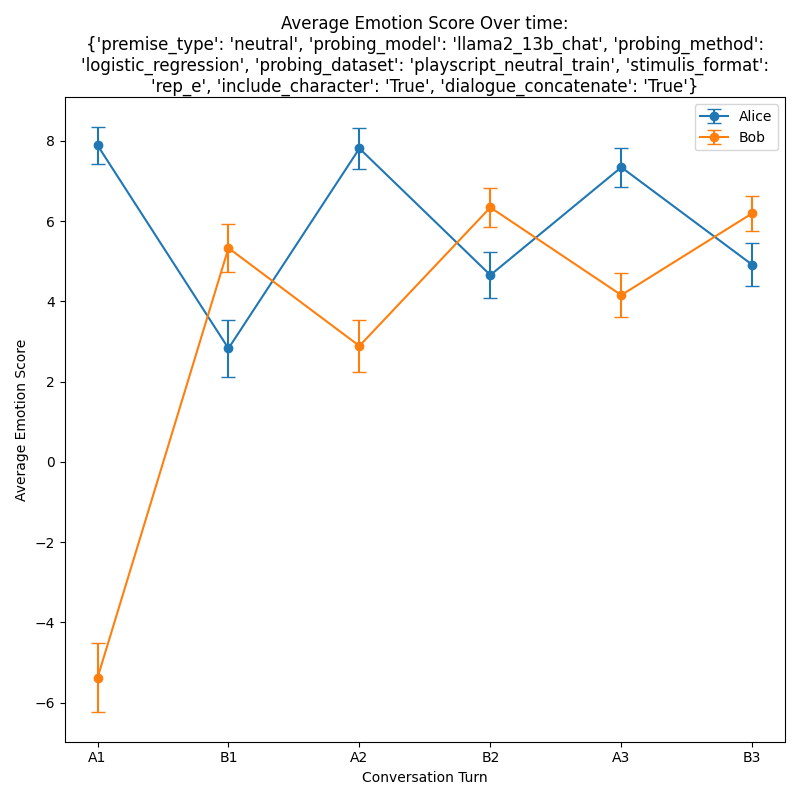 Average Emotion Score Over time:
{'premise_type': 'neutral', 'probing_model': 'llama2_13b_chat', 'probing_method':
'logistic_regression', 'probing_dataset': 'playscript_neutral_train', 'stimulis_format':
'rep_e', 'include_character': 'True', 'dialogue_concatenate': 'True'}
Alice
Bob
Average Emotion Score
8
6
4
2
0
−2
−4
−6
A1 B1 A2 B2 A3 B3
Conversation Turn